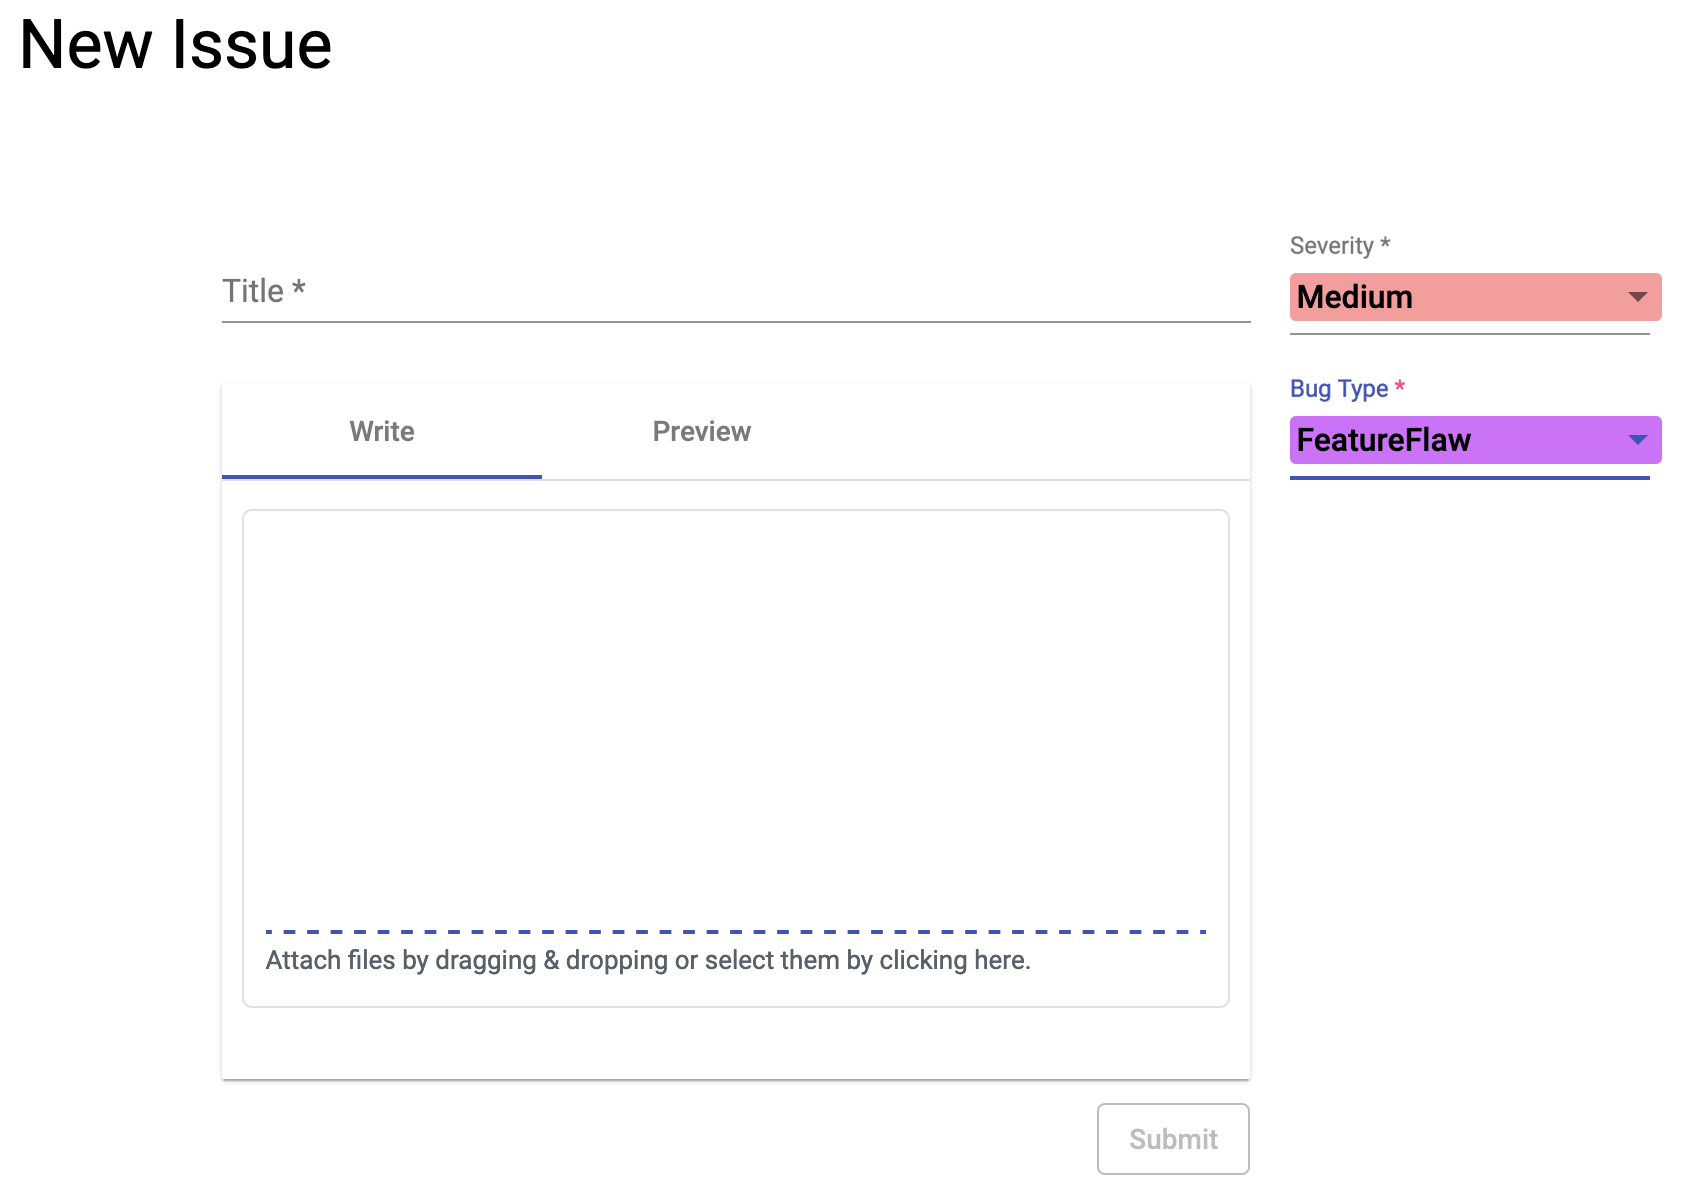 New Issue
Title *
Severity *
Medium
Bug Type *
FeatureFlaw
Write
Preview
Attach files by dragging & dropping or select them by clicking here.
Submit